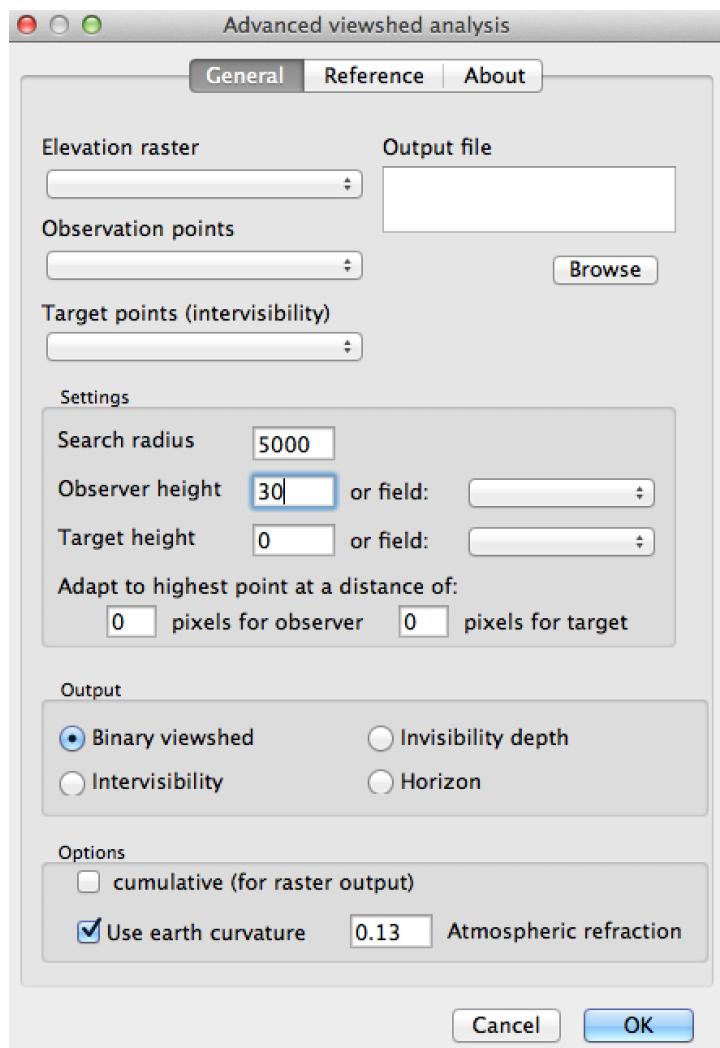 Advanced viewshed analysis
General Reference About
Elevation raster
Output file
Observation points
Browse
Target points (intervisibility)
Settings
Search radius 5000
Observer height 30 or field:
Target height 0 or field:
Adapt to highest point at a distance of:
0 pixels for observer 0 pixels for target
Output
Binary viewshed Invisibility depth
Intervisibility Horizon
Options
cumulative (for raster output)
Use earth curvature 0.13 Atmospheric refraction
Cancel OK